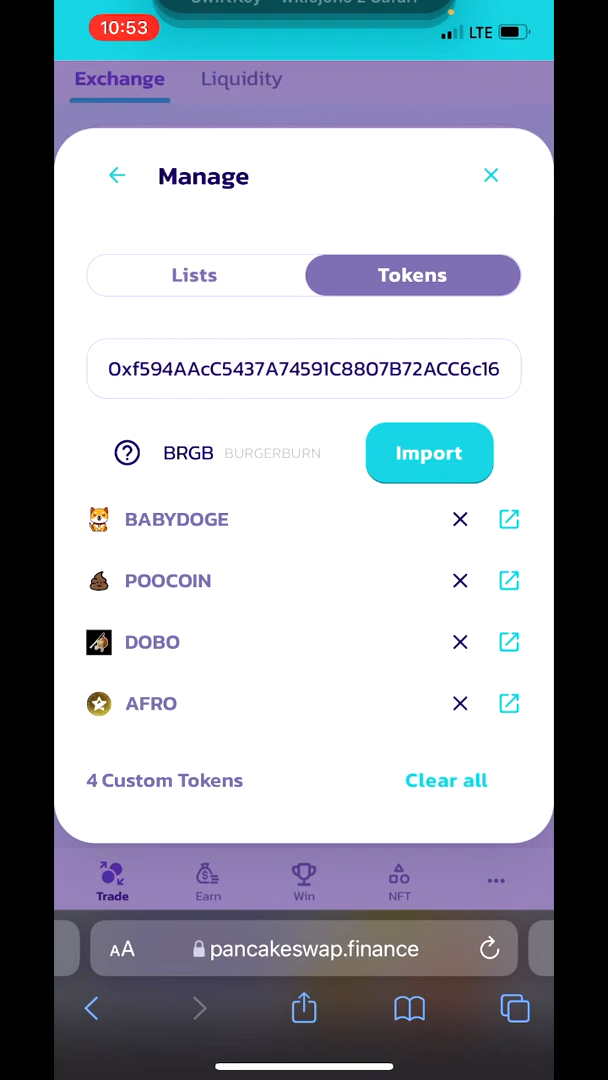 10:53
LTE
Exchange Liquidity
Manage
Lists Tokens
0xf594AAcC5437A74591C8807B72ACC6c16
BRGB BURGERBURN Import
BABYDOGE
POOCOIN
DOBO
AFRO
4 Custom Tokens Clear all
Trade Earn Win NFT
AA pancakeswap.finance